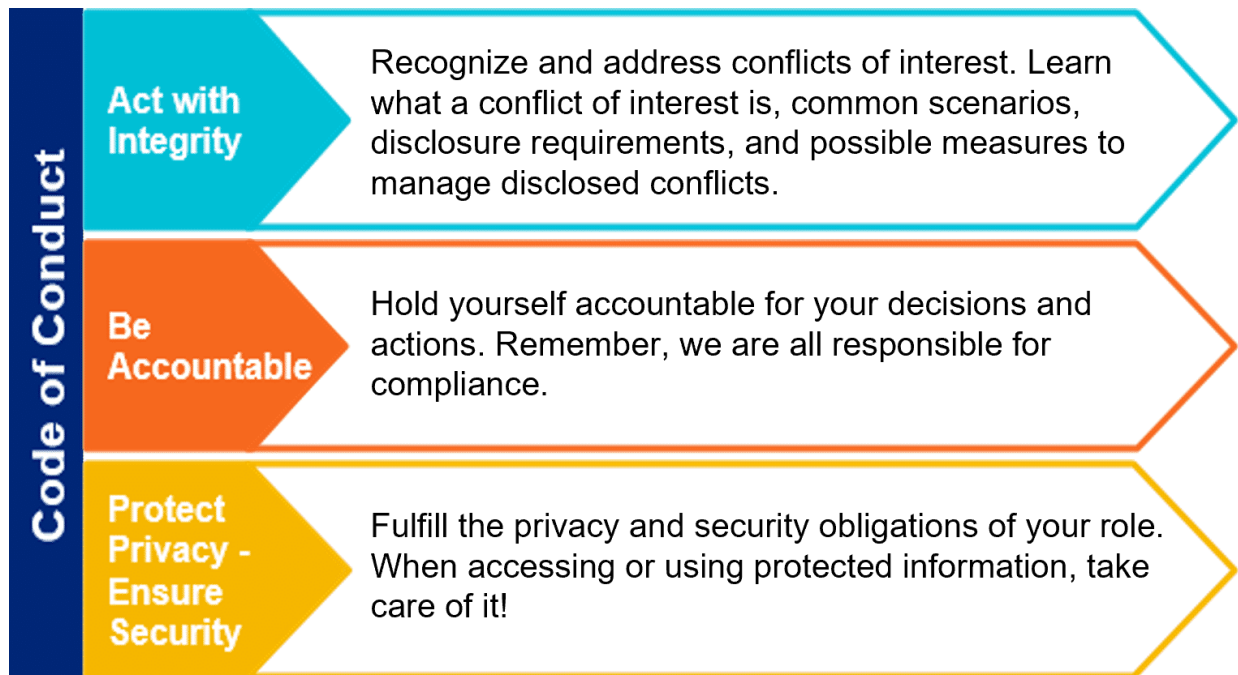 Code of Conduct
Act with
Integrity
Recognize and address conflicts of interest. Learn
what a conflict of interest is, common scenarios,
disclosure requirements, and possible measures to
manage disclosed conflicts.
Be
Accountable
Hold yourself accountable for your decisions and
actions. Remember, we are all responsible for
compliance.
Protect
Privacy -
Ensure
Security
Fulfill the privacy and security obligations of your role.
When accessing or using protected information, take
care of it!